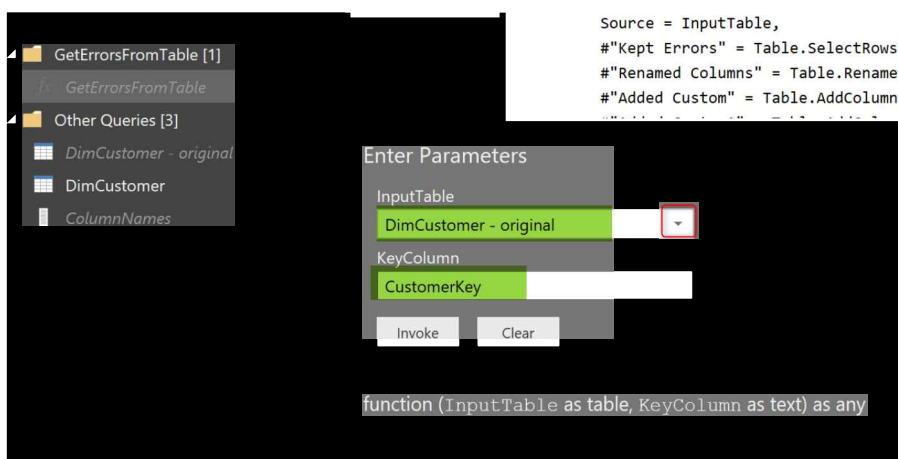 Source = InputTable,
#"Kept Errors" = Table.SelectRows
#"Renamed Columns" = Table.Rename
#"Added Custom" = Table.AddColumn
GetErrorsFromTable [1]
fx GetErrorsFromTable
Other Queries [3]
DimCustomer - original
DimCustomer
ColumnNames
Enter Parameters
InputTable
DimCustomer - original
KeyColumn
CustomerKey
Invoke Clear
function (InputTable as table, KeyColumn as text) as any